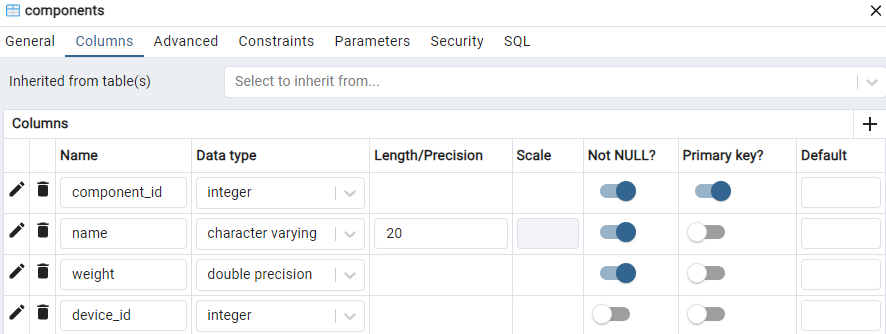 components
General Columns Advanced Constraints Parameters Security SQL
Inherited from table(s) Select to inherit from...
Columns
Name Data type Length/Precision Scale Not NULL? Primary key? Default
component_id integer
name character varying 20
weight double precision
device_id integer